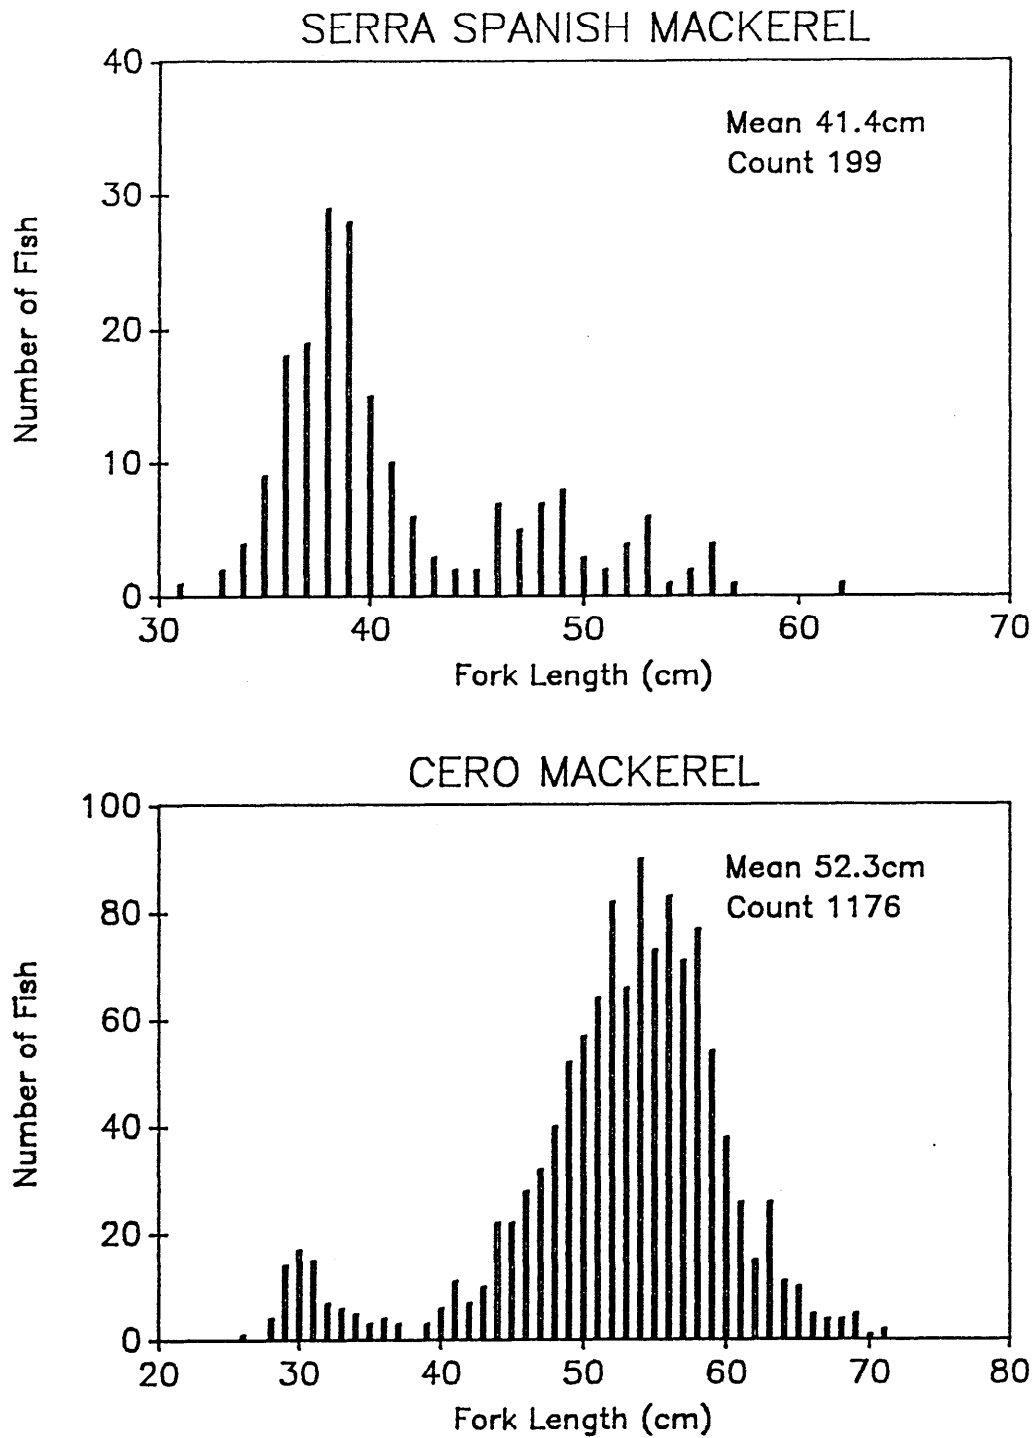 SERRA SPANISH MACKEREL
40
Mean 41.4cm
Count 199
30
20
10
0
Number of Fish
30 40 50 60 70
Fork Length (cm)
CERO MACKEREL
100
Mean 52.3cm
80
Count 1176
60
40
20
0
Number of Fish
20 30 40 50 60 70 80
Fork Length (cm)